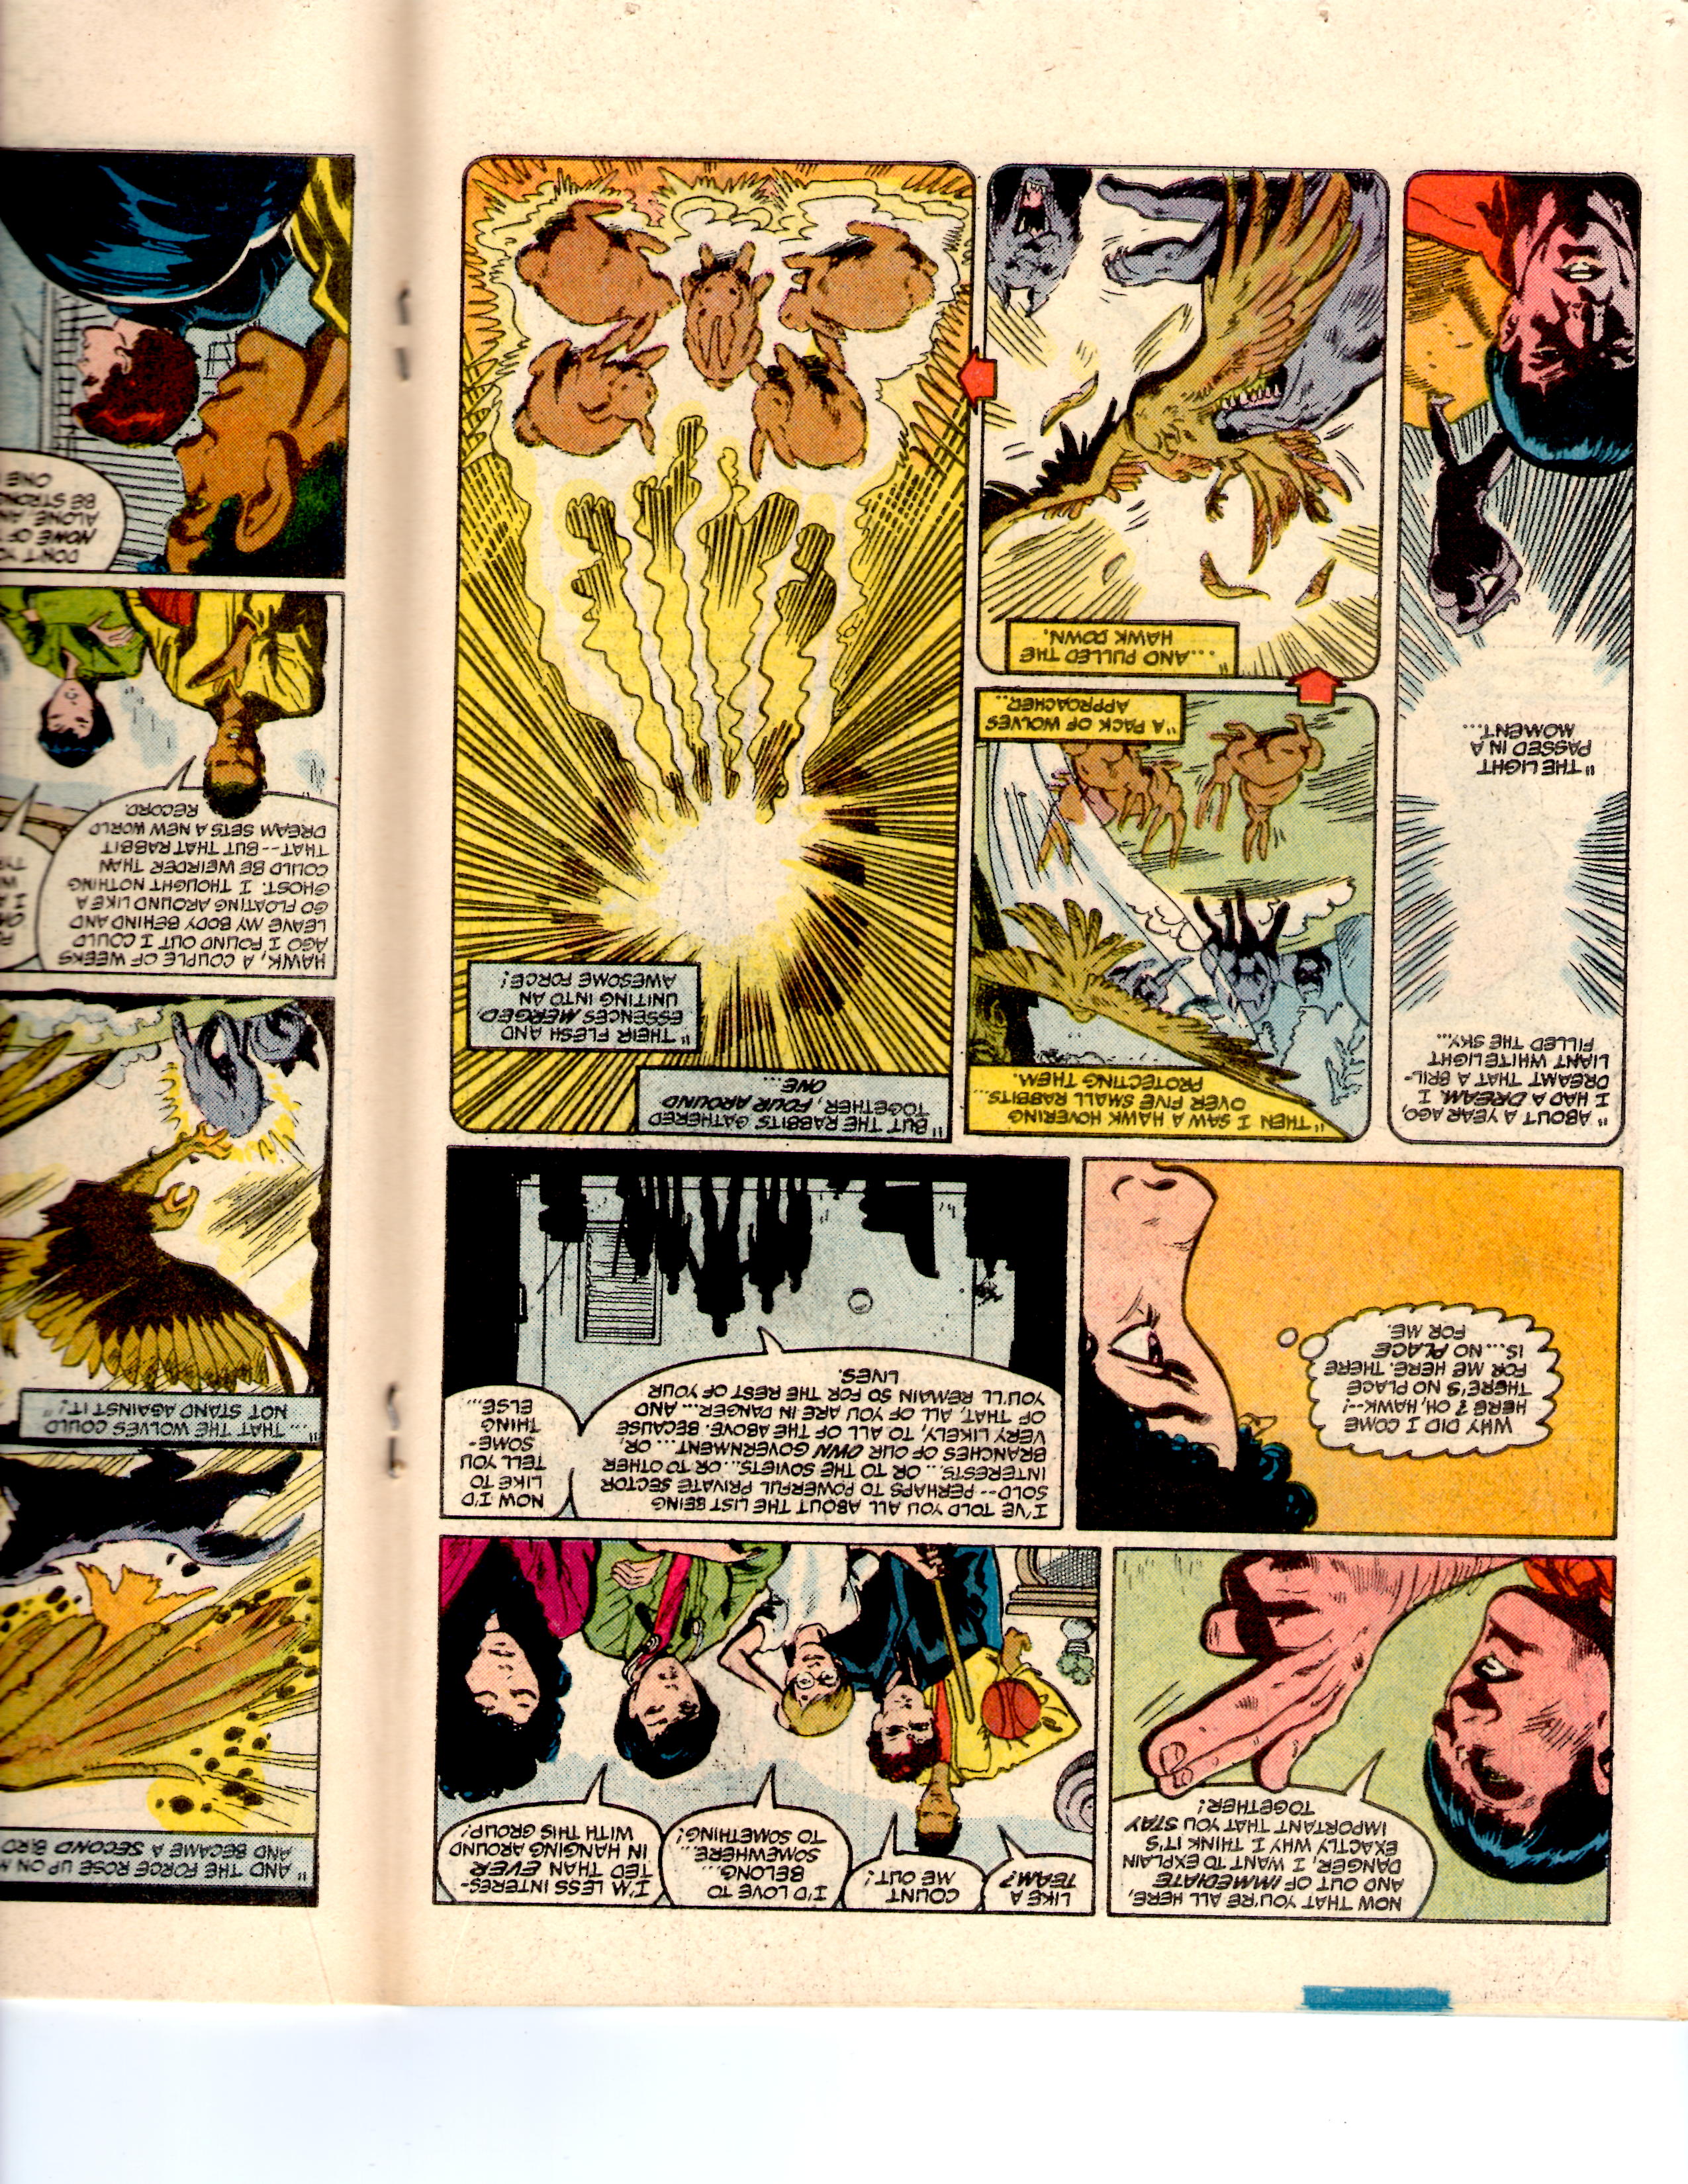 NOW THAT YOU'RE ALL HERE,
AND OUT OF IMMEDIATE
DANGER, I WANT TO EXPLAIN
EXACTLY WHY I THINK IT'S
IMPORTANT THAT YOU STAY
TOGETHER!
LIKE A
TEAM?
COUNT
ME OUT!
I'D LOVE TO
BELONG...
SOMEWHERE...
TO SOMETHING!
I'M LESS INTERES-
TED THAN EVER
IN HANGING AROUND
WITH THIS GROUP!
WHY DID I COME
HERE? OH, HAWK--!
THERE'S NO PLACE
FOR ME HERE. THERE
IS... NO PLACE
FOR ME.
I'VE TOLD YOU ALL ABOUT THE LIST BEING
SOLD-- PERHAPS TO POWERFUL PRIVATE SECTOR
INTERESTS... OR TO THE SOVIETS... OR TO OTHER
BRANCHES OF OUR OWN GOVERNMENT... OR,
VERY LIKELY, TO ALL OF THE ABOVE. BECAUSE
OF THAT, ALL OF YOU ARE IN DANGER... AND
YOU'LL REMAIN SO FOR THE REST OF YOUR
LIVES.
NOW I'D
LIKE TO
TELL YOU
SOME-
THING
ELSE...
"ABOUT A YEAR AGO,
I HAD A DREAM. I
DREAMT THAT A BRIL-
LIANT WHITE LIGHT
FILLED THE SKY...
"THE LIGHT
PASSED IN A
MOMENT...
"THEN I SAW A HAWK HOVERING
OVER FIVE SMALL RABBITS...
PROTECTING THEM.
"A PACK OF WOLVES
APPROACHED...
"...AND PULLED THE
HAWK DOWN.
"BUT THE RABBITS GATHERED
TOGETHER, FOUR AROUND
ONE...
"THEIR FLESH AND
ESSENCES MERGED,
UNITING INTO AN
AWESOME FORCE!
"AND THE FORCE ROSE UP ON
AND BECAME A SECOND BIRD
"...THAT THE WOLVES COULD
NOT STAND AGAINST IT!"
HAWK, A COUPLE OF WEEKS
AGO I FOUND OUT I COULD
LEAVE MY BODY BEHIND AND
GO FLOATING AROUND LIKE A
GHOST. I THOUGHT NOTHING
COULD BE WEIRDER THAN
THAT--BUT THAT RABBIT
DREAM SETS A NEW WORLD
RECORD.
DON'T
NONE OF
ALONE
BE
ONE